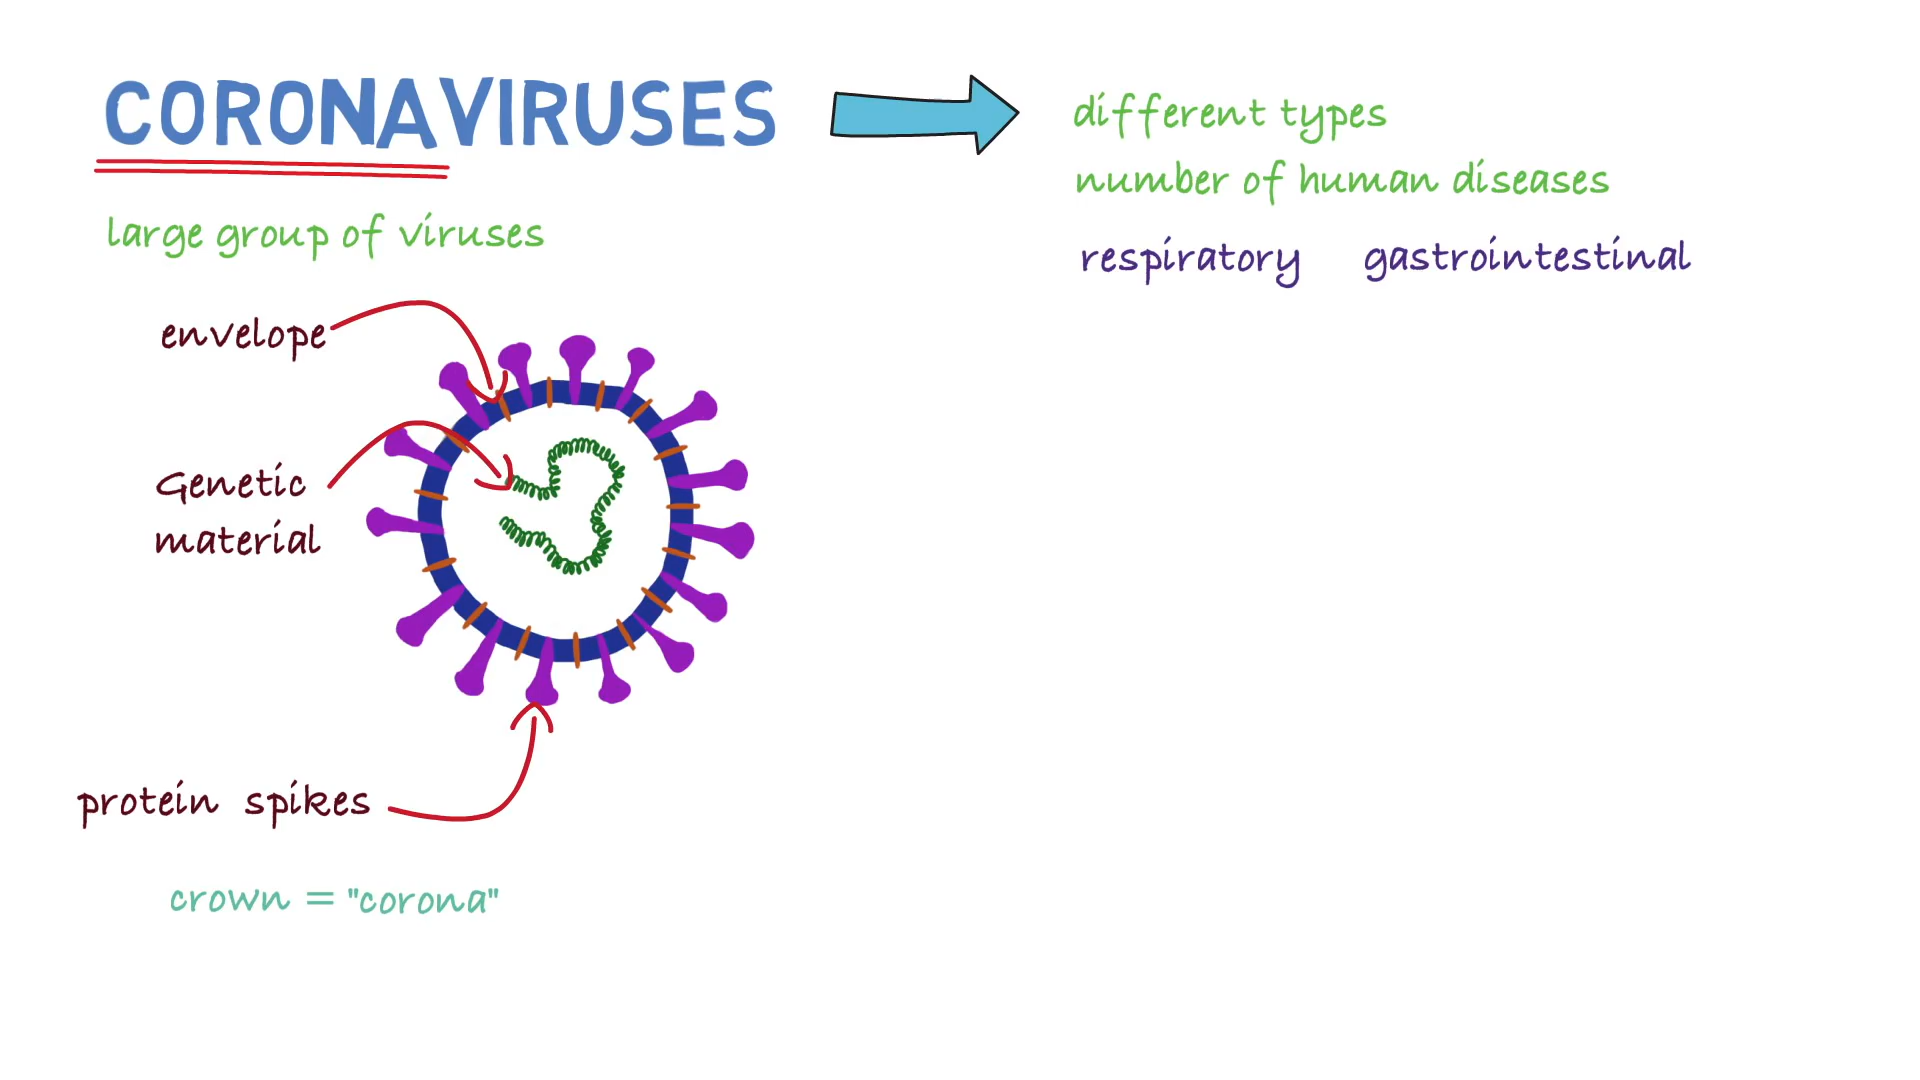 CORONAVIRUSES
large group of viruses
envelope
Genetic
material
protein spikes
crown = "corona"
different types
number of human diseases
respiratory gastrointestinal